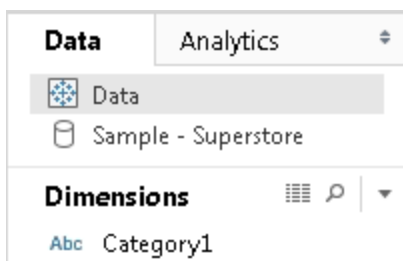 Data Analytics
Data
Sample - Superstore
Dimensions
Abc Category1